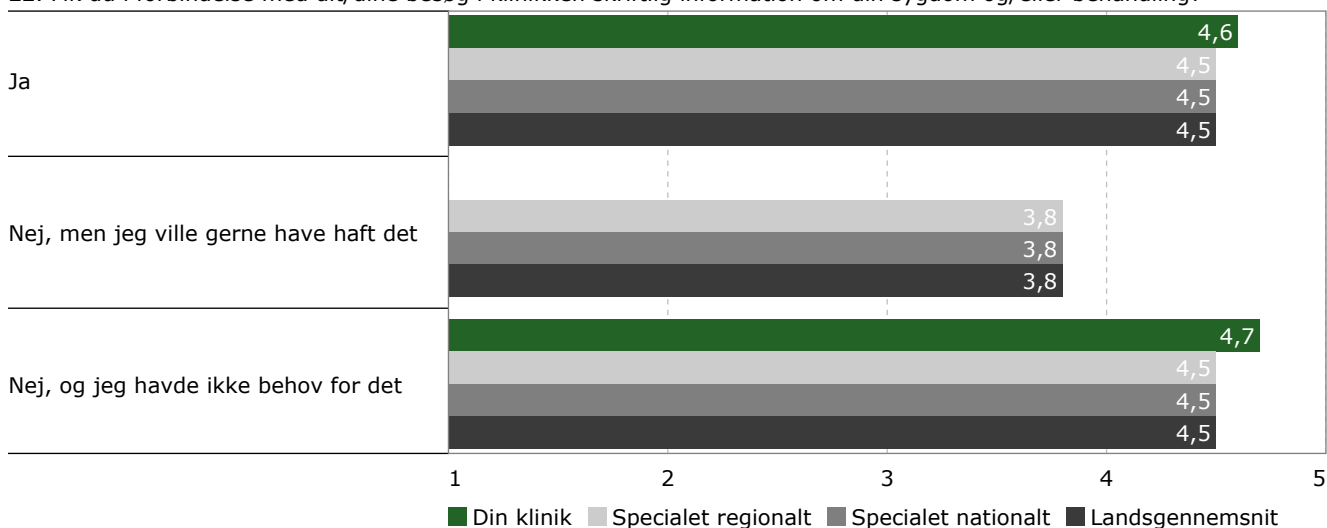 Ja
4,6
4,5
4,5
4,5
Nej, men jeg ville gerne have haft det
3,8
3,8
3,8
Nej, og jeg havde ikke behov for det
4,7
4,5
4,5
4,5
1 2 3 4 5
Din klinik Specialet regionalt Specialet nationalt Landsgennemsnit